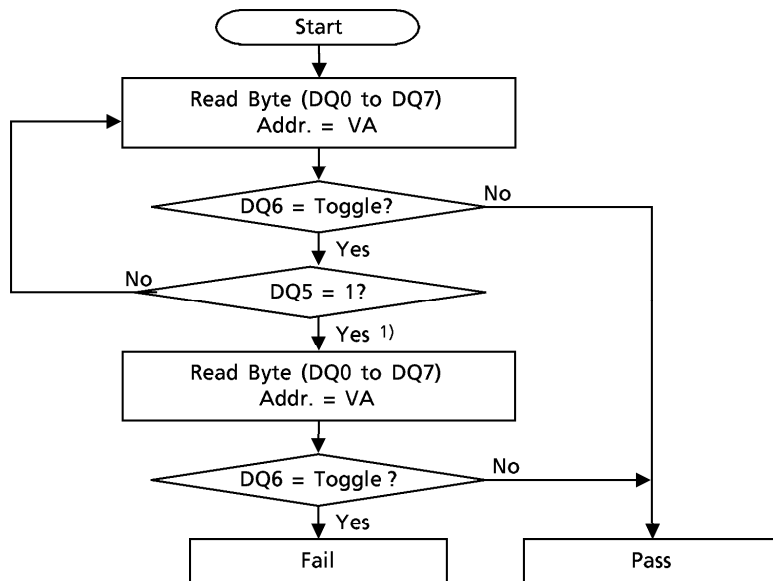 Start
Read Byte (DQ0 to DQ7)
Addr. = VA
DQ6 = Toggle?
No
Yes
No
DQ5 = 1?
Yes 1)
Read Byte (DQ0 to DQ7)
Addr. = VA
DQ6 = Toggle ?
No
Yes
Fail
Pass